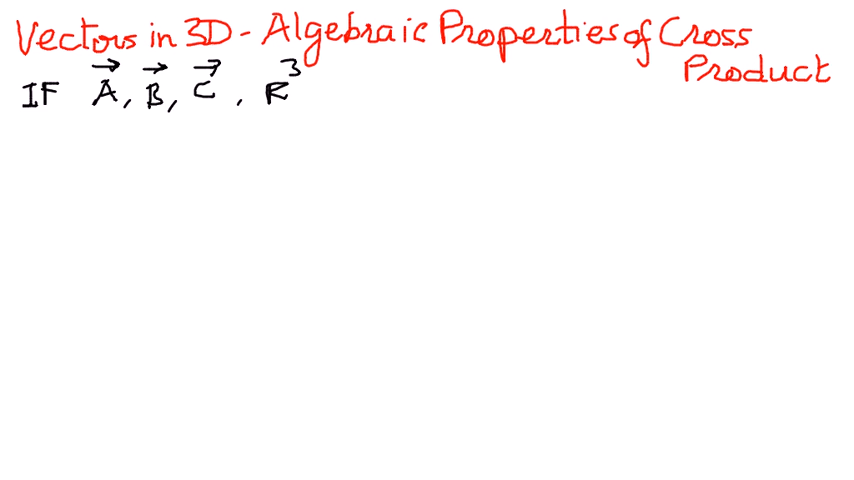 Vectors in 3D - Algebraic Properties of Cross
Product
IF A⃗, B⃗, C⃗, R³